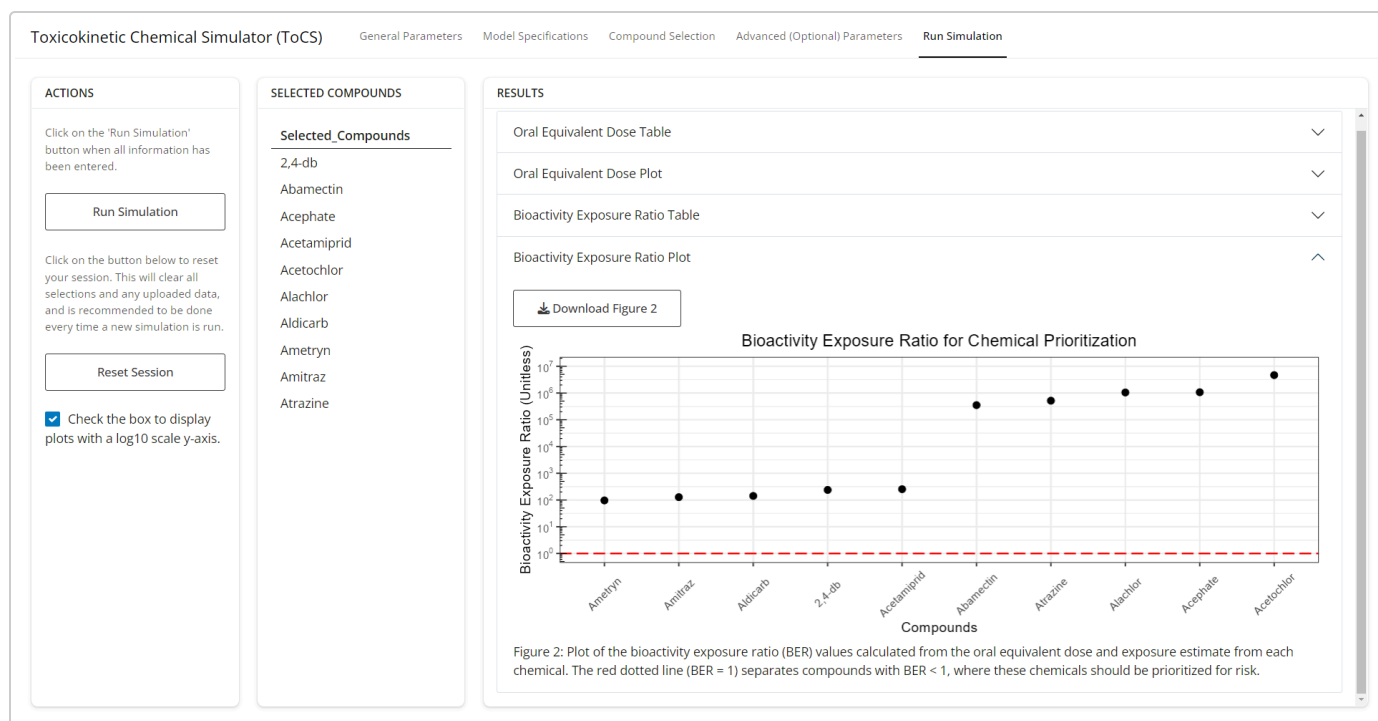 Toxicokinetic Chemical Simulator (ToCS)
General Parameters
Model Specifications
Compound Selection
Advanced (Optional) Parameters
Run Simulation
ACTIONS
Click on the 'Run Simulation'
button when all information has
been entered.
Run Simulation
Click on the button below to reset
your session. This will clear all
selections and any uploaded data,
and is recommended to be done
every time a new simulation is run.
Reset Session
Check the box to display
plots with a log10 scale y-axis.
SELECTED COMPOUNDS
Selected_Compounds
2,4-db
Abamectin
Acephate
Acetamiprid
Acetochlor
Alachlor
Aldicarb
Ametryn
Amitraz
Atrazine
RESULTS
Oral Equivalent Dose Table
Oral Equivalent Dose Plot
Bioactivity Exposure Ratio Table
Bioactivity Exposure Ratio Plot
Download Figure 2
Bioactivity Exposure Ratio for Chemical Prioritization
Bioactivity Exposure Ratio (Unitless)
10⁷
10⁶
10⁵
10⁴
10³
10²
10¹
10⁰
Ametryn
Amitraz
Aldicarb
2,4-db
Acetamiprid
Abamectin
Atrazine
Alachlor
Acephate
Acetochlor
Compounds
Figure 2: Plot of the bioactivity exposure ratio (BER) values calculated from the oral equivalent dose and exposure estimate from each
chemical. The red dotted line (BER = 1) separates compounds with BER < 1, where these chemicals should be prioritized for risk.